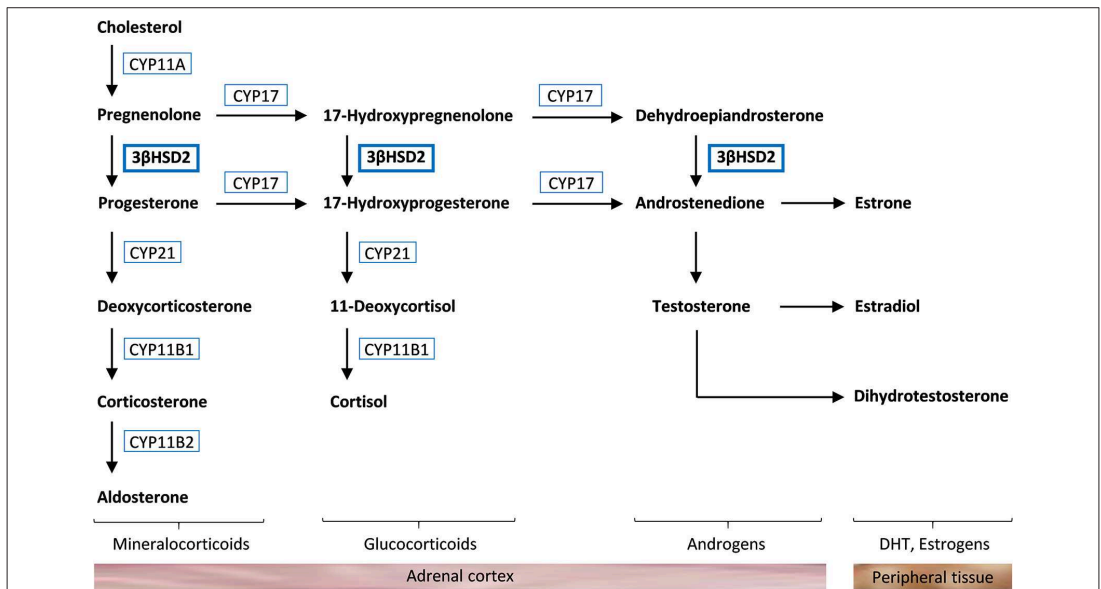 Cholesterol
CYP11A
CYP17
CYP17
Pregnenolone
17-Hydroxypregnenolone
Dehydroepiandrosterone
3βHSD2
3βHSD2
3βHSD2
CYP17
CYP17
Progesterone
17-Hydroxyprogesterone
Androstenedione
Estrone
CYP21
CYP21
Deoxycorticosterone
11-Deoxycortisol
Testosterone
Estradiol
CYP11B1
CYP11B1
Corticosterone
Cortisol
Dihydrotestosterone
CYP11B2
Aldosterone
Mineralocorticoids
Glucocorticoids
Androgens
DHT, Estrogens
Adrenal cortex
Peripheral tissue